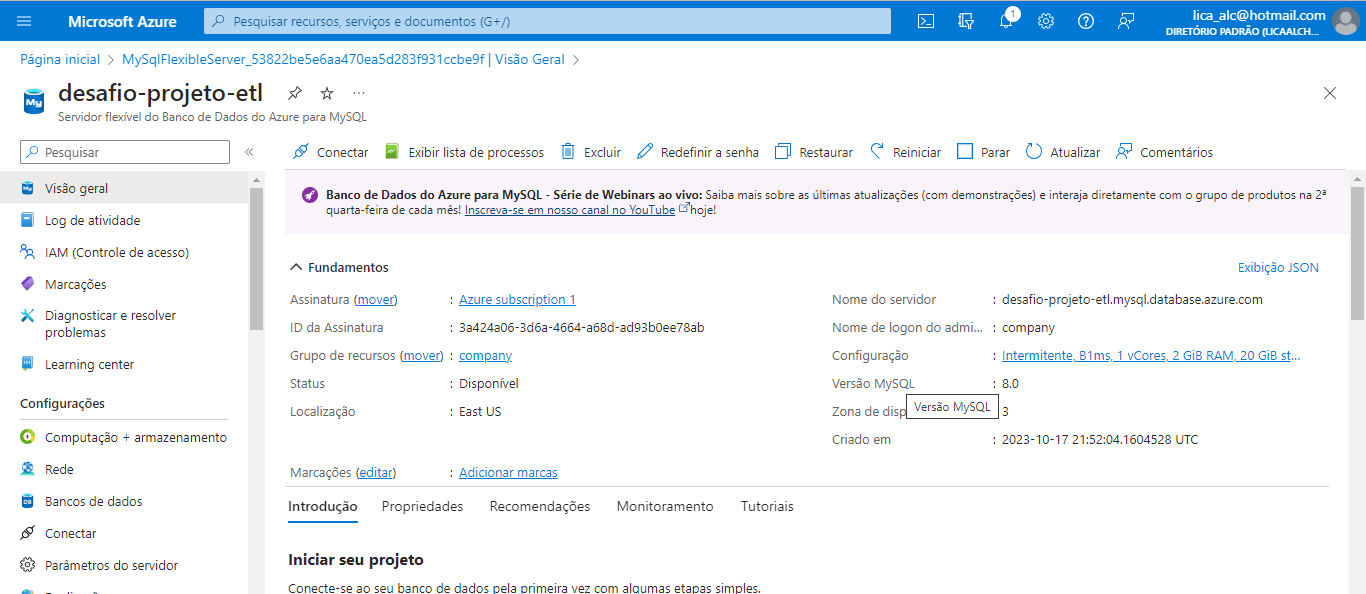 Microsoft Azure
Pesquisar recursos, serviços e documentos (G+/)
1
lica_alc@hotmail.com
DIRETÓRIO PADRÃO (LICAALCH...
Página inicial > MySqlFlexibleServer_53822be5e6aa470ea5d283f931ccbe9f | Visão Geral >
desafio-projeto-etl
Servidor flexível do Banco de Dados do Azure para MySQL
Pesquisar
Conectar Exibir lista de processos Excluir Redefinir a senha Restaurar Reiniciar Parar Atualizar Comentários
Visão geral
Log de atividade
IAM (Controle de acesso)
Marcações
Diagnosticar e resolver
problemas
Learning center
Configurações
Computação + armazenamento
Rede
Bancos de dados
Conectar
Parâmetros do servidor
Banco de Dados do Azure para MySQL - Série de Webinars ao vivo: Saiba mais sobre as últimas atualizações (com demonstrações) e interaja diretamente com o grupo de produtos na 2ª
quarta-feira de cada mês! Inscreva-se em nosso canal no YouTube hoje!
Fundamentos
Exibição JSON
Assinatura (mover) : Azure subscription 1
ID da Assinatura : 3a424a06-3d6a-4664-a68d-ad93b0ee78ab
Grupo de recursos (mover) : company
Status : Disponível
Localização : East US
Nome do servidor : desafio-projeto-etl.mysql.database.azure.com
Nome de logon do admi... : company
Configuração : Intermitente, B1ms, 1 vCores, 2 GiB RAM, 20 GiB st...
Versão MySQL : 8.0
Zona de disp 3
Versão MySQL
Criado em : 2023-10-17 21:52:04.1604528 UTC
Marcações (editar) : Adicionar marcas
Introdução Propriedades Recomendações Monitoramento Tutoriais
Iniciar seu projeto
Conecte-se ao seu banco de dados pela primeira vez com algumas etapas simples.